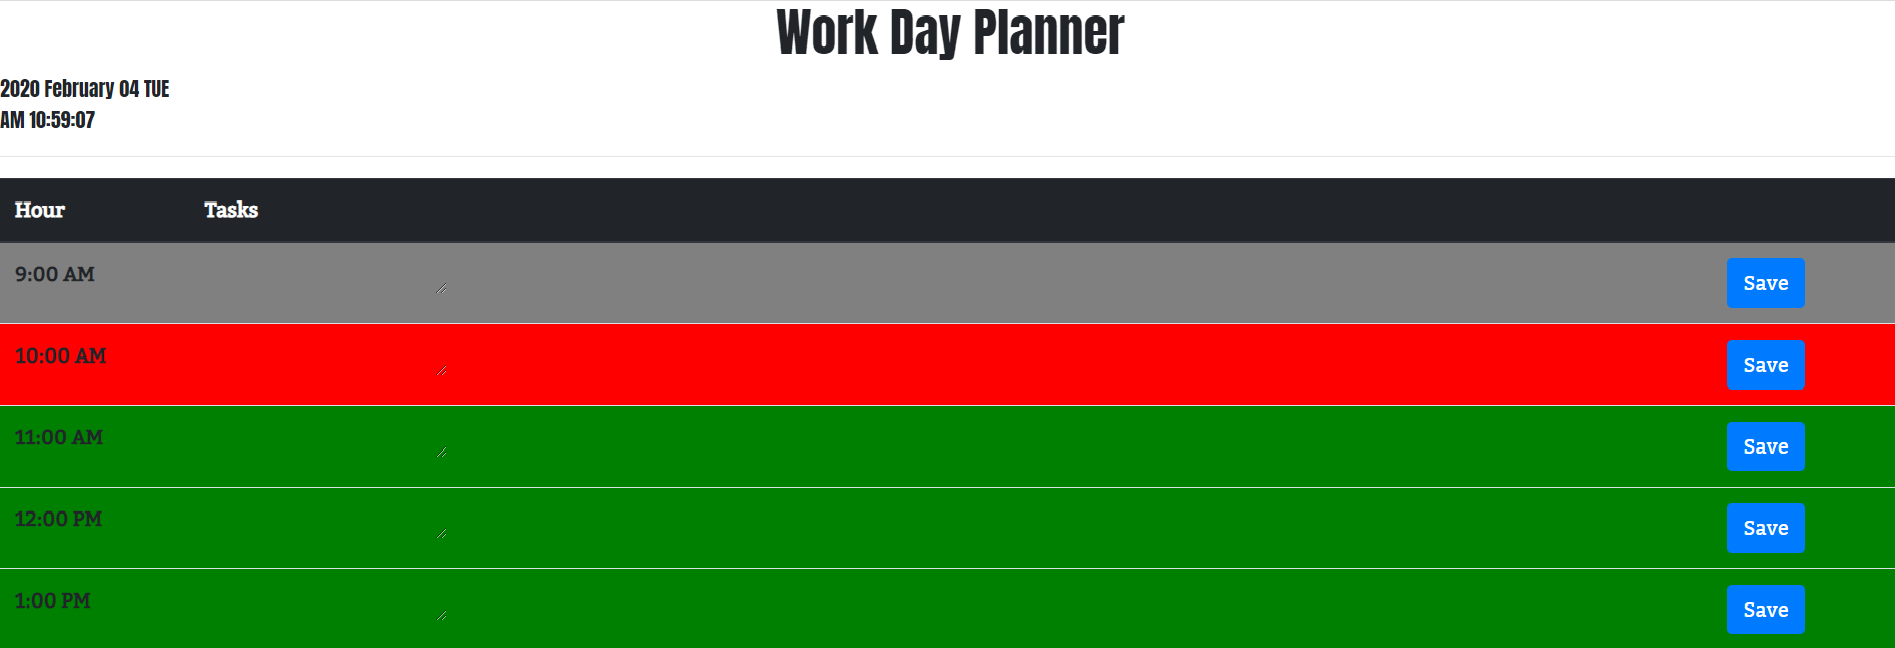 Work Day Planner
2020 February 04 TUE
AM 10:59:07
Hour Tasks
9:00 AM Save
10:00 AM Save
11:00 AM Save
12:00 PM Save
1:00 PM Save